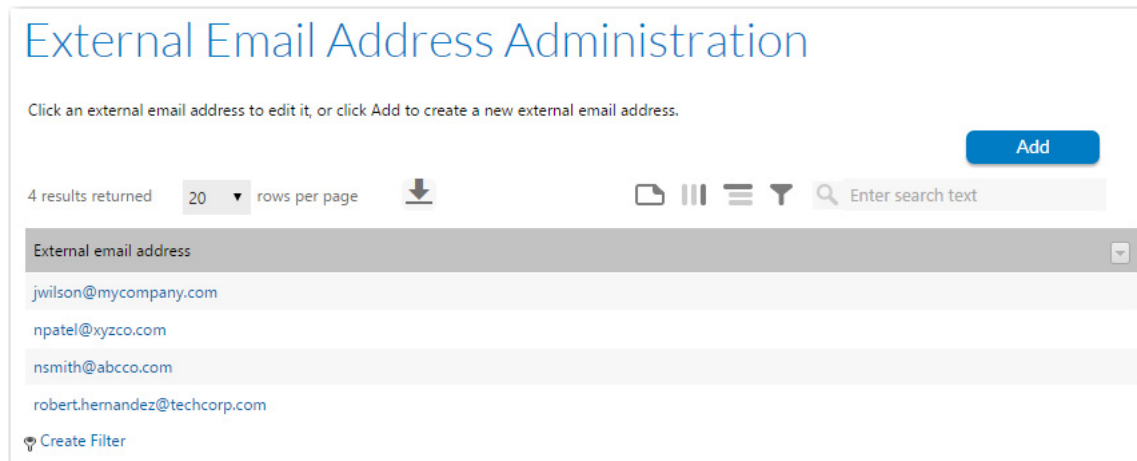 External Email Address Administration
Click an external email address to edit it, or click Add to create a new external email address.
Add
4 results returned 20 rows per page Enter search text
External email address
jwilson@mycompany.com
npatel@xyzco.com
nsmith@abcco.com
robert.hernandez@techcorp.com
Create Filter